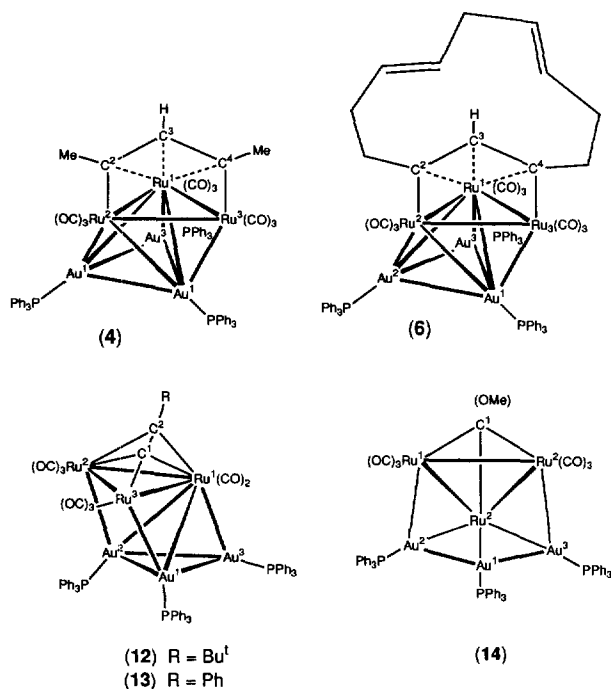 H
C³
Me C² C⁴ Me
Ru¹(CO)₃
(OC)₃Ru² Ru³(CO)₃
Au³ PPh₃
Au¹ Au¹
Ph₃P PPh₃
(4)
H
C³
C² C⁴
Ru¹(CO)₃
(OC)₃Ru² Ru₃(CO)₃
Au³ PPh₃
Au² Au¹
Ph₃P PPh₃
(6)
R
C²
C¹
(OC)₃Ru² Ru¹(CO)₂
(OC)₃ Ru³
Au² Au³
Ph₃P Au¹ PPh₃
PPh₃
(12) R = Buᵗ
(13) R = Ph
(OMe)
C¹
(OC)₃Ru¹ Ru²(CO)₃
Ru²
Au² Au³
Ph₃P Au¹ PPh₃
PPh₃
(14)